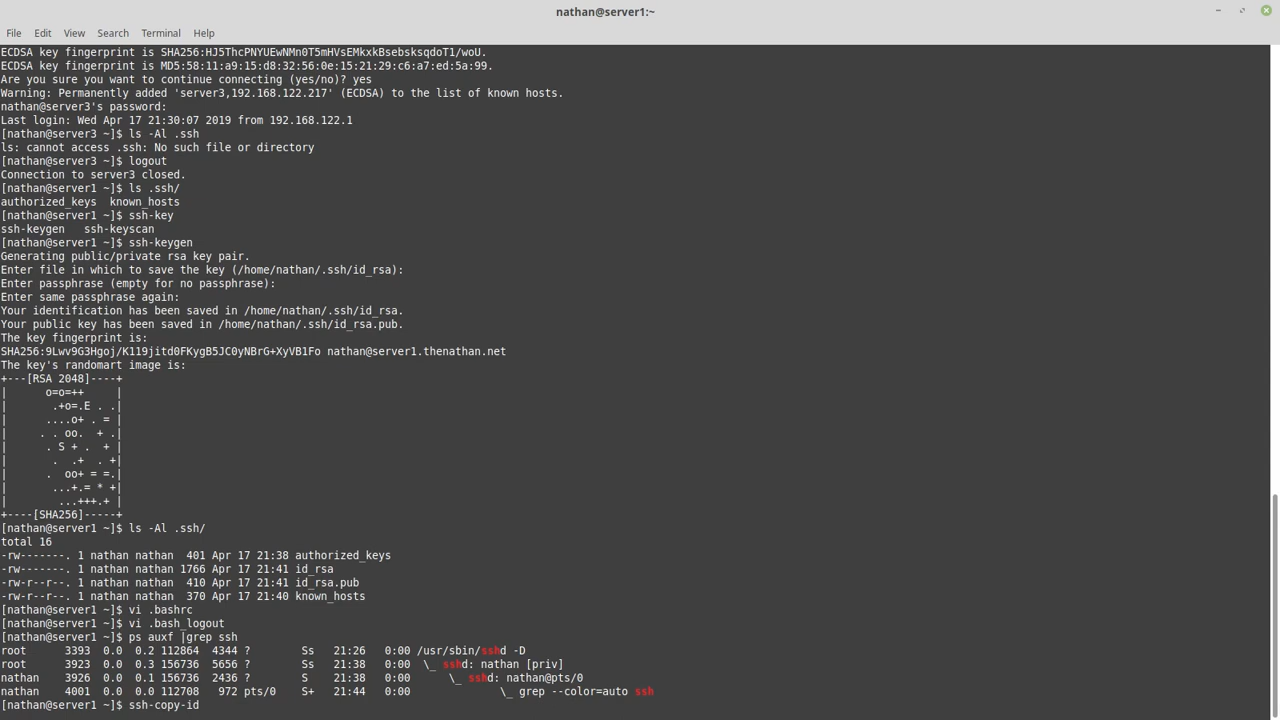 nathan@server1:~
File Edit View Search Terminal Help
ECDSA key fingerprint is SHA256:HJ5ThcPNYUEwNMn0T5mHVsEMkxkBsebsksqdoT1/woU.
ECDSA key fingerprint is MD5:58:11:a9:15:d8:32:56:0e:15:21:29:c6:a7:ed:5a:99.
Are you sure you want to continue connecting (yes/no)? yes
Warning: Permanently added 'server3,192.168.122.217' (ECDSA) to the list of known hosts.
nathan@server3's password:
Last login: Wed Apr 17 21:30:07 2019 from 192.168.122.1
[nathan@server3 ~]$ ls -Al .ssh
ls: cannot access .ssh: No such file or directory
[nathan@server3 ~]$ logout
Connection to server3 closed.
[nathan@server1 ~]$ ls .ssh/
authorized_keys  known_hosts
[nathan@server1 ~]$ ssh-key
ssh-keygen   ssh-keyscan
[nathan@server1 ~]$ ssh-keygen
Generating public/private rsa key pair.
Enter file in which to save the key (/home/nathan/.ssh/id_rsa):
Enter passphrase (empty for no passphrase):
Enter same passphrase again:
Your identification has been saved in /home/nathan/.ssh/id_rsa.
Your public key has been saved in /home/nathan/.ssh/id_rsa.pub.
The key fingerprint is:
SHA256:9Lwv9G3Hgoj/K119jitd0FKygB5JC0yNBrG+XyVB1Fo nathan@server1.thenathan.net
The key's randomart image is:
+---[RSA 2048]----+
|      o=o=++     |
|       .+o=.E . .|
|      ....o+ . = |
|     . . oo.  + .|
|      . S + .  + |
|       .  .+  . +|
|      .  oo+ = =.|
|       ...+.= * +|
|        ...+++.+ |
+----[SHA256]-----+
[nathan@server1 ~]$ ls -Al .ssh/
total 16
-rw-------. 1 nathan nathan  401 Apr 17 21:38 authorized_keys
-rw-------. 1 nathan nathan 1766 Apr 17 21:41 id_rsa
-rw-r--r--. 1 nathan nathan  410 Apr 17 21:41 id_rsa.pub
-rw-r--r--. 1 nathan nathan  370 Apr 17 21:40 known_hosts
[nathan@server1 ~]$ vi .bashrc
[nathan@server1 ~]$ vi .bash_logout
[nathan@server1 ~]$ ps auxf |grep ssh
root      3393  0.0  0.2 112864  4344 ?        Ss   21:26   0:00 /usr/sbin/sshd -D
root      3923  0.0  0.3 156736  5656 ?        Ss   21:38   0:00  \_ sshd: nathan [priv]
nathan    3926  0.0  0.1 156736  2436 ?        S    21:38   0:00      \_ sshd: nathan@pts/0
nathan    4001  0.0  0.0 112708   972 pts/0    S+   21:44   0:00              \_ grep --color=auto ssh
[nathan@server1 ~]$ ssh-copy-id